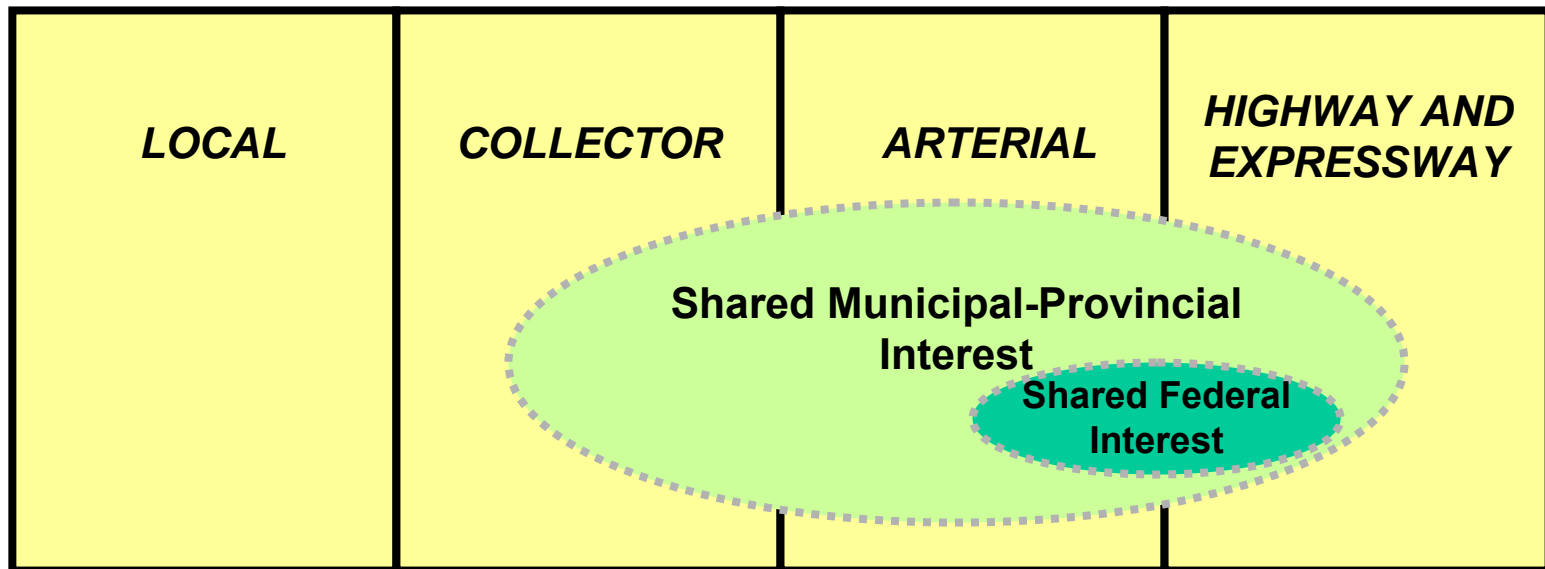 LOCAL
COLLECTOR
ARTERIAL
HIGHWAY AND
EXPRESSWAY
Shared Municipal-Provincial
Interest
Shared Federal
Interest